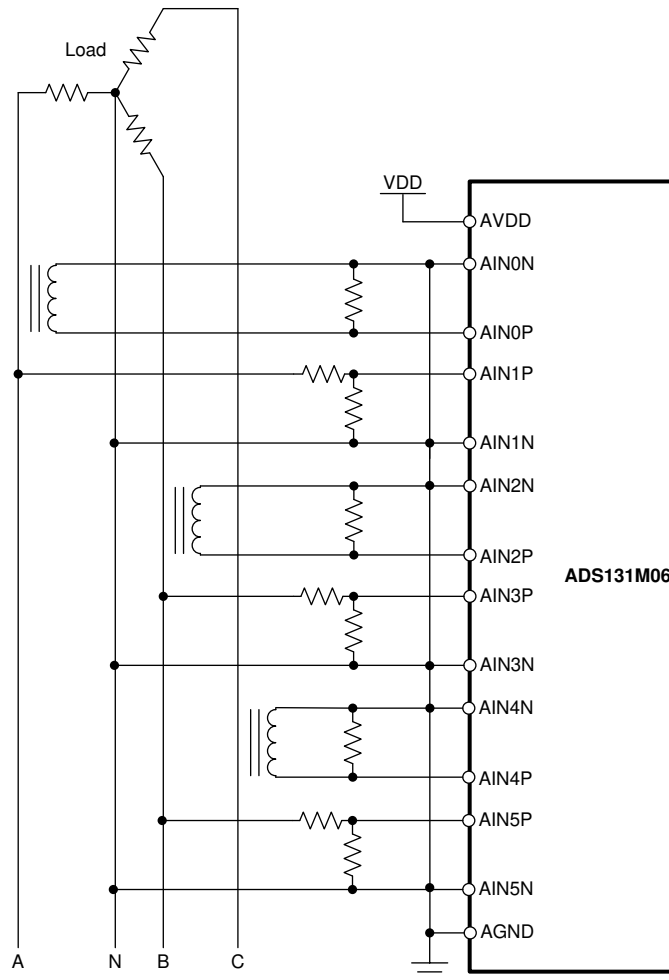 Load
VDD
AVDD
AIN0N
AIN0P
AIN1P
AIN1N
AIN2N
AIN2P
ADS131M06
AIN3P
AIN3N
AIN4N
AIN4P
AIN5P
AIN5N
AGND
A
N
B
C